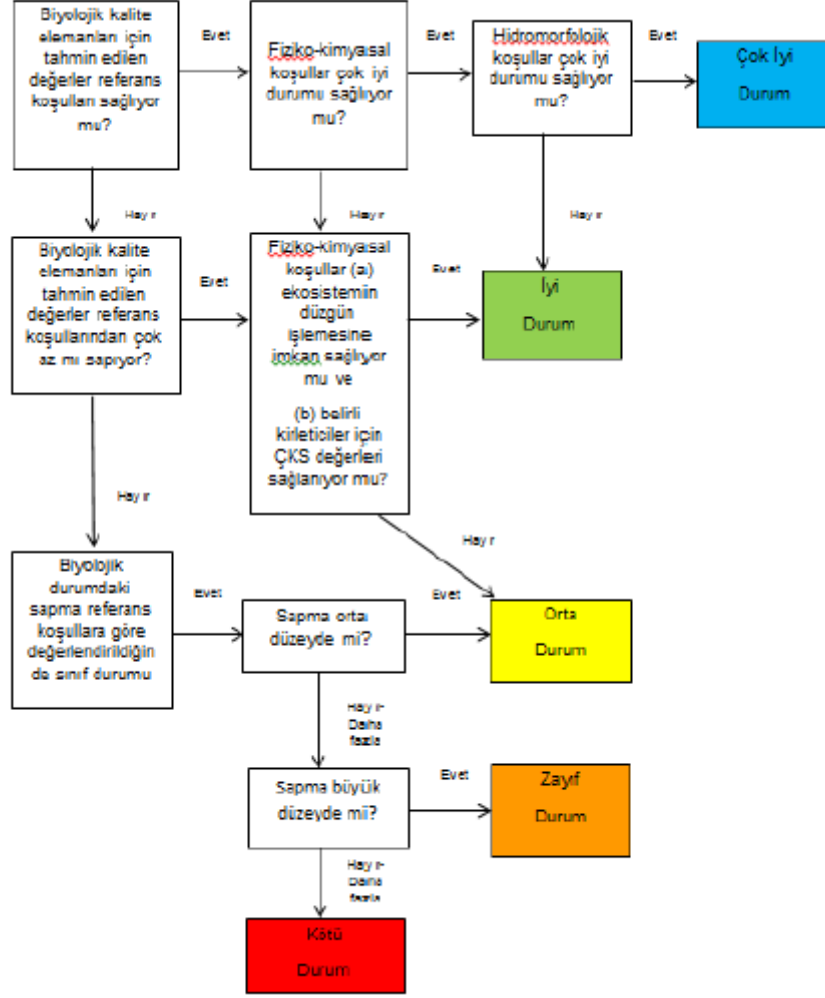 Biyolojik kalite
elemanları için
tahmin edilen
değerler referans
koşulları sağlıyor
mu?
Evet
Fiziko-kimyasal
koşullar çok iyi
durumu sağlıyor
mu?
Evet
Hidromorfolojik
koşullar çok iyi
durumu sağlıyor
mu?
Evet
Çok İyi
Durum
Hayır
Hayır
Hayır
Biyolojik kalite
elemanları için
tahmin edilen
değerler referans
koşullarından çok
az mı sapıyor?
Evet
Fiziko-kimyasal
koşullar (a)
ekosistemin
düzgün
işlemesine
imkan sağlıyor
mu ve
(b) belirli
kirleticiler için
ÇKS değerleri
sağlanıyor mu?
Evet
İyi
Durum
Hayır
Hayır
Biyolojik
durumdaki
sapma referans
koşullara göre
değerlendirildiğin
de sınıf durumu
Evet
Sapma orta
düzeyde mi?
Evet
Orta
Durum
Hayır-
Daha
fazla
Sapma büyük
düzeyde mi?
Evet
Zayıf
Durum
Hayır-
Daha
fazla
Kötü
Durum